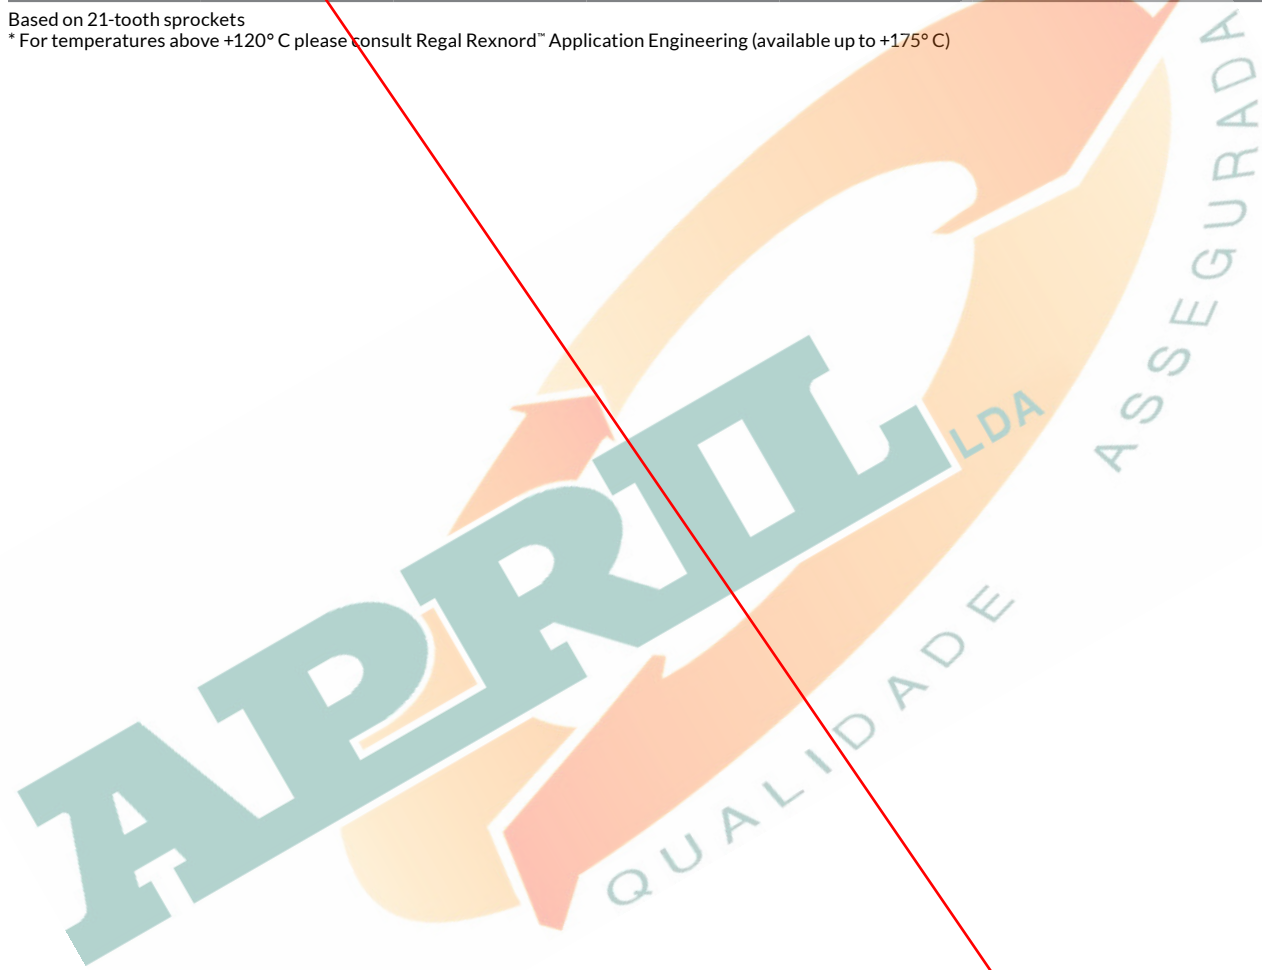 Based on 21-tooth sprockets
* For temperatures above +120° C please consult Regal Rexnord™ Application Engineering (available up to +175° C)
APRIL LDA
QUALIDADE ASSEGURADA